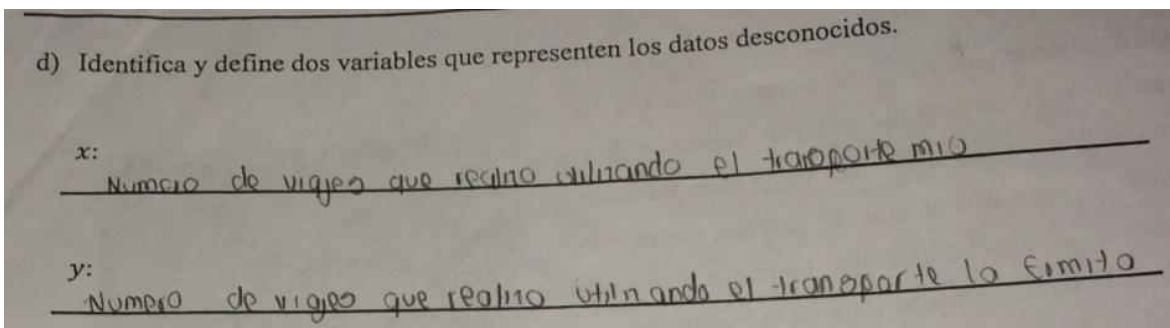 d) Identifica y define dos variables que representen los datos desconocidos.
x:
Numero de viajes que realizo utilizando el transporte mio
y:
Numero de viajes que realizo utilizando el transporte la